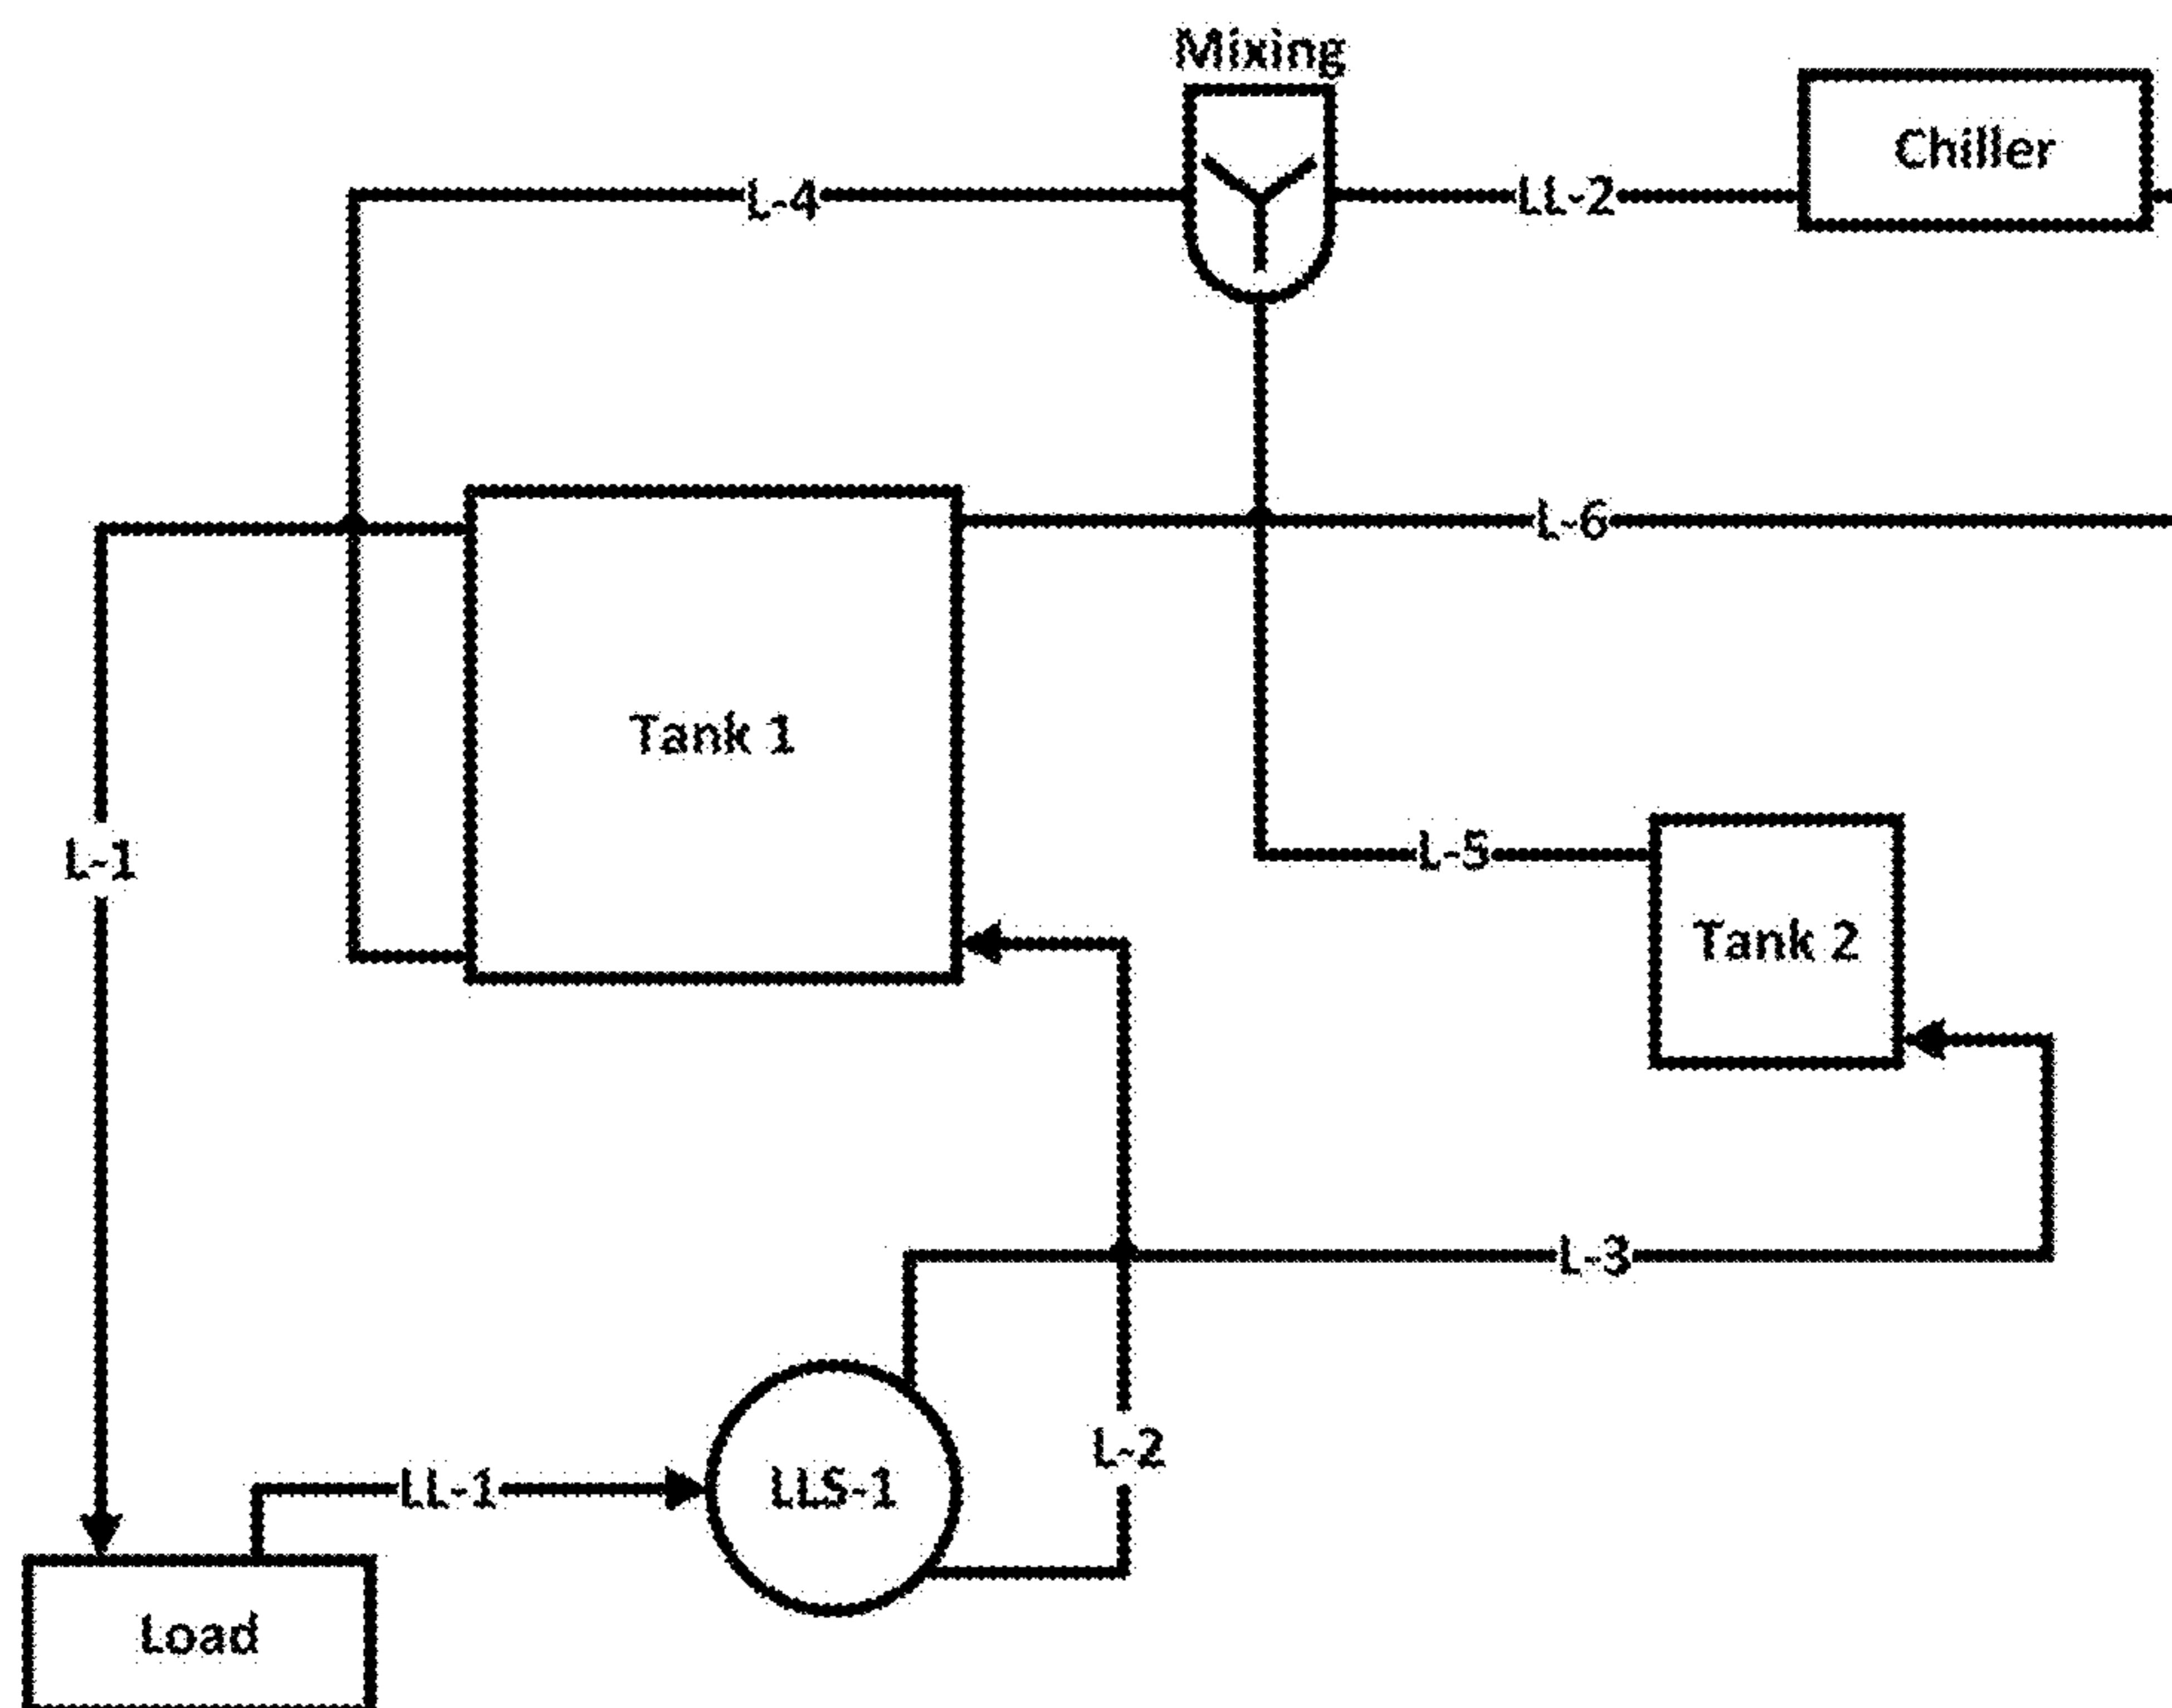 Mixing
Chiller
L-4
LL-2
L-6
Tank 1
L-1
L-5
Tank 2
L-3
L-2
LL-1
LLS-1
Load